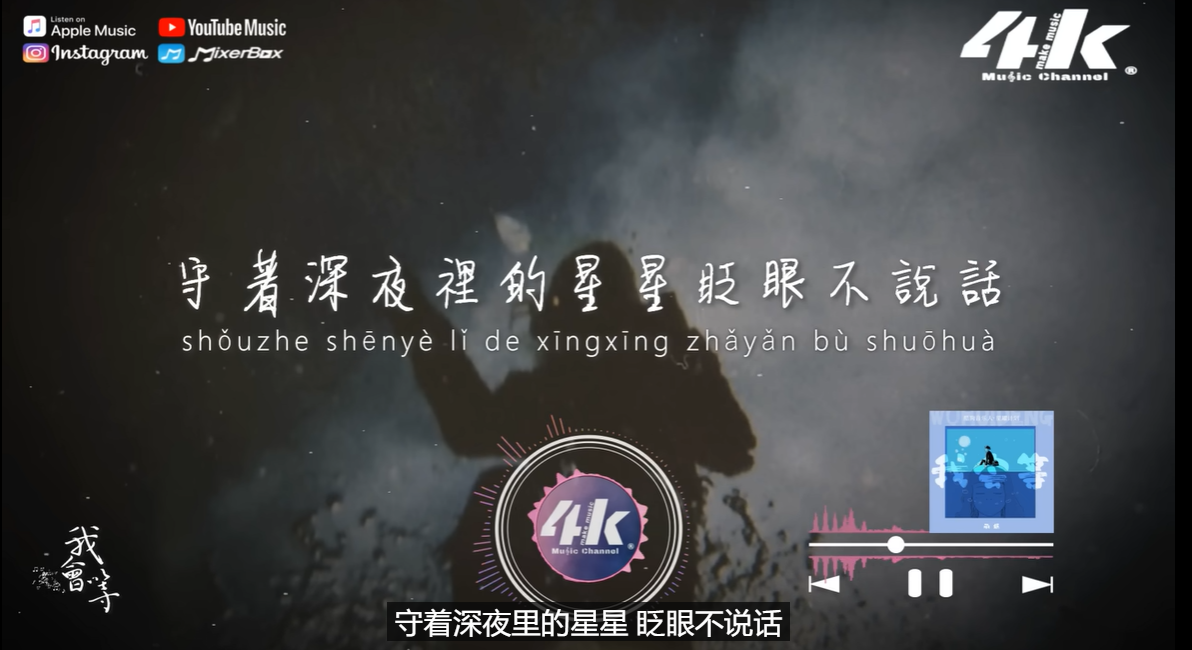 Listen on
Apple Music
YouTube Music
Instagram
MixerBox
4k
make music
Music Channel
®
守著深夜裡的星星眨眼不說話
shǒuzhe shēnyè lǐ de xīngxīng zhǎyǎn bù shuōhuà
4k
make music
Music Channel
®
我會等
守着深夜里的星星 眨眼不说话